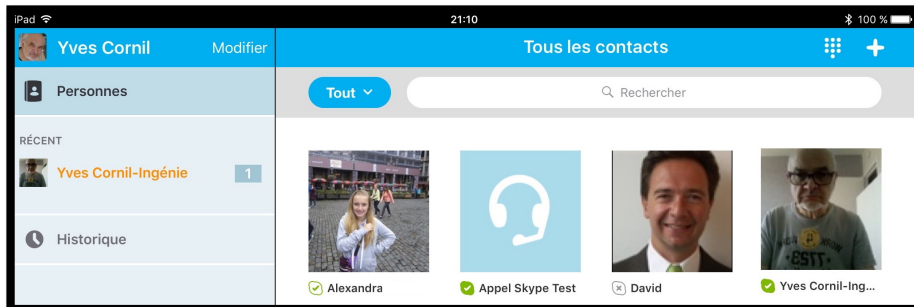 iPad 21:10 100 %
Yves Cornil Modifier
Tous les contacts
Personnes
Tout
Rechercher
RÉCENT
Yves Cornil-Ingénie 1
Historique
Alexandra
Appel Skype Test
David
Yves Cornil-Ing...